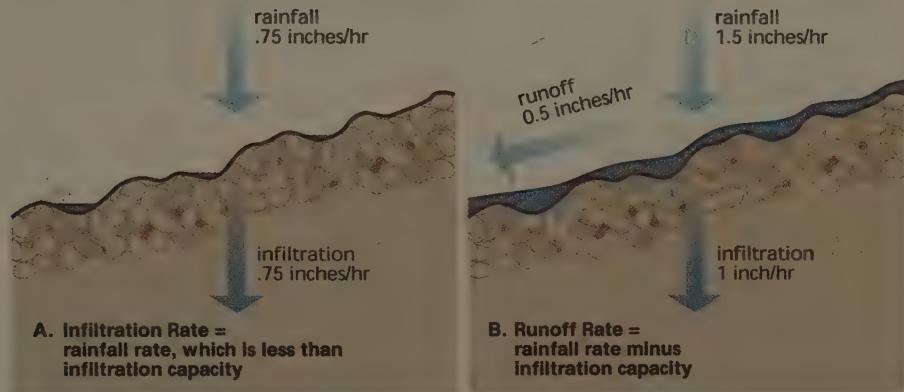 rainfall
.75 inches/hr
infiltration
.75 inches/hr
A. Infiltration Rate =
rainfall rate, which is less than
infiltration capacity
rainfall
1.5 inches/hr
runoff
0.5 inches/hr
infiltration
1 inch/hr
B. Runoff Rate =
rainfall rate minus
infiltration capacity